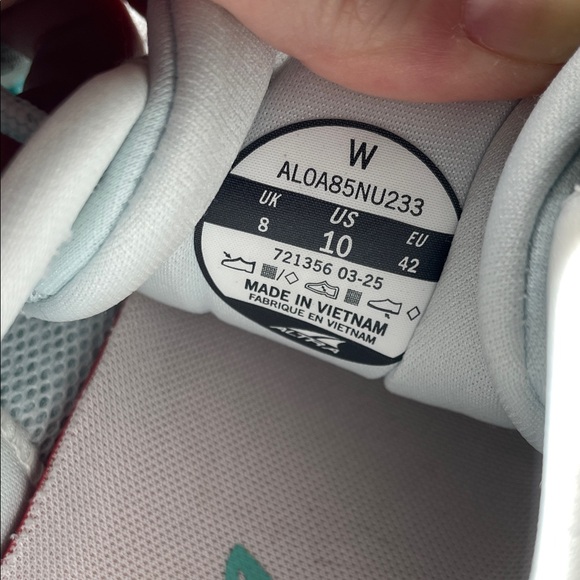 W
AL0A85NU233
UK US EU
8 10 42
721356 03-25
MADE IN VIETNAM
FABRIQUE EN VIETNAM
ALTRA